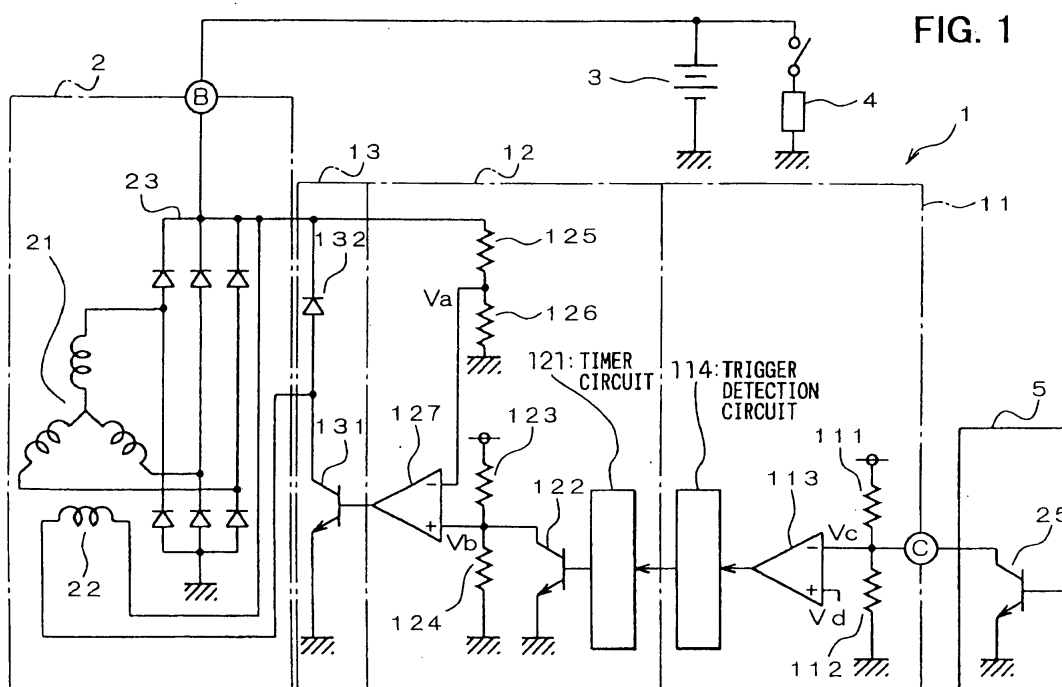 FIG. 1
2
B
3
4
1
13
12
11
23
132
125
21
Va
126
121: TIMER
CIRCUIT
114: TRIGGER
DETECTION
CIRCUIT
5
131
127
123
111
122
113
25
-
+
Vb
-
+
Vc
C
Vd
22
124
112